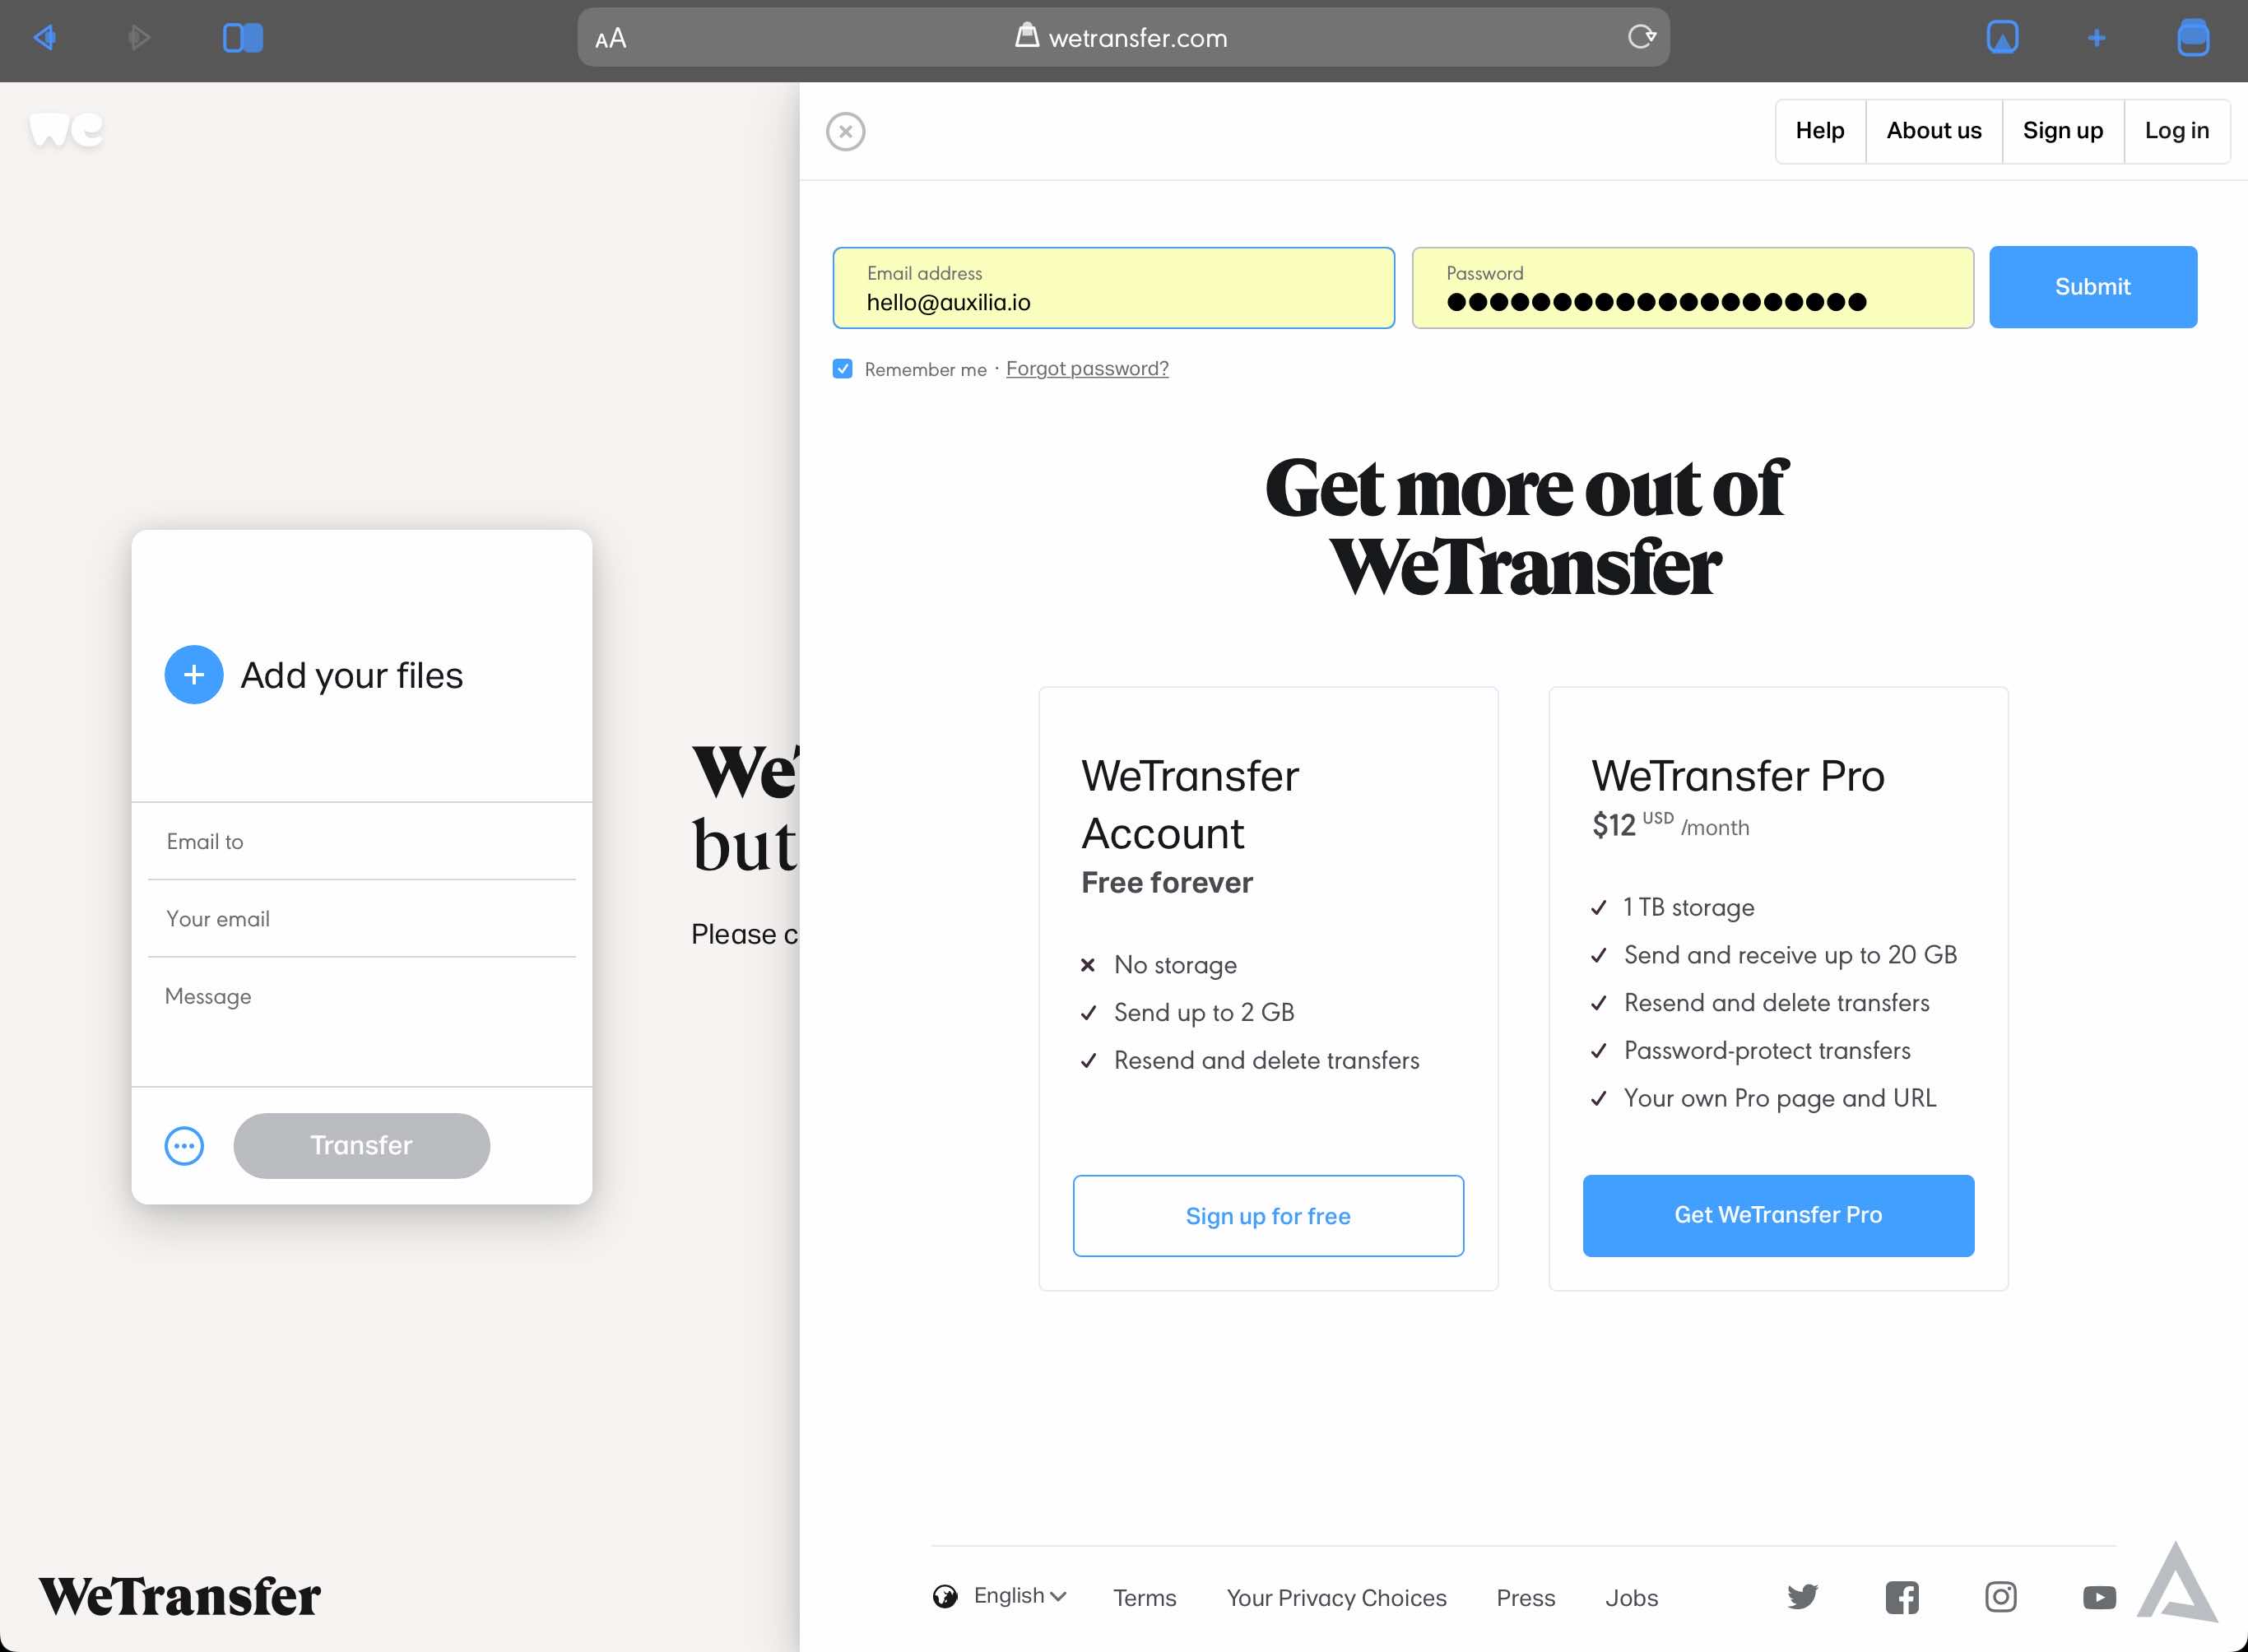 AA
wetransfer.com
we
Help
About us
Sign up
Log in
Email address
hello@auxilia.io
Password
●●●●●●●●●●●●●●●●●●●●
Submit
Remember me · Forgot password?
Get more out of
WeTransfer
Add your files
Email to
Your email
Message
Transfer
but
Please c
WeTransfer
Account
Free forever
No storage
Send up to 2 GB
Resend and delete transfers
Sign up for free
WeTransfer Pro
$12 USD /month
1 TB storage
Send and receive up to 20 GB
Resend and delete transfers
Password-protect transfers
Your own Pro page and URL
Get WeTransfer Pro
WeTransfer
English
Terms
Your Privacy Choices
Press
Jobs